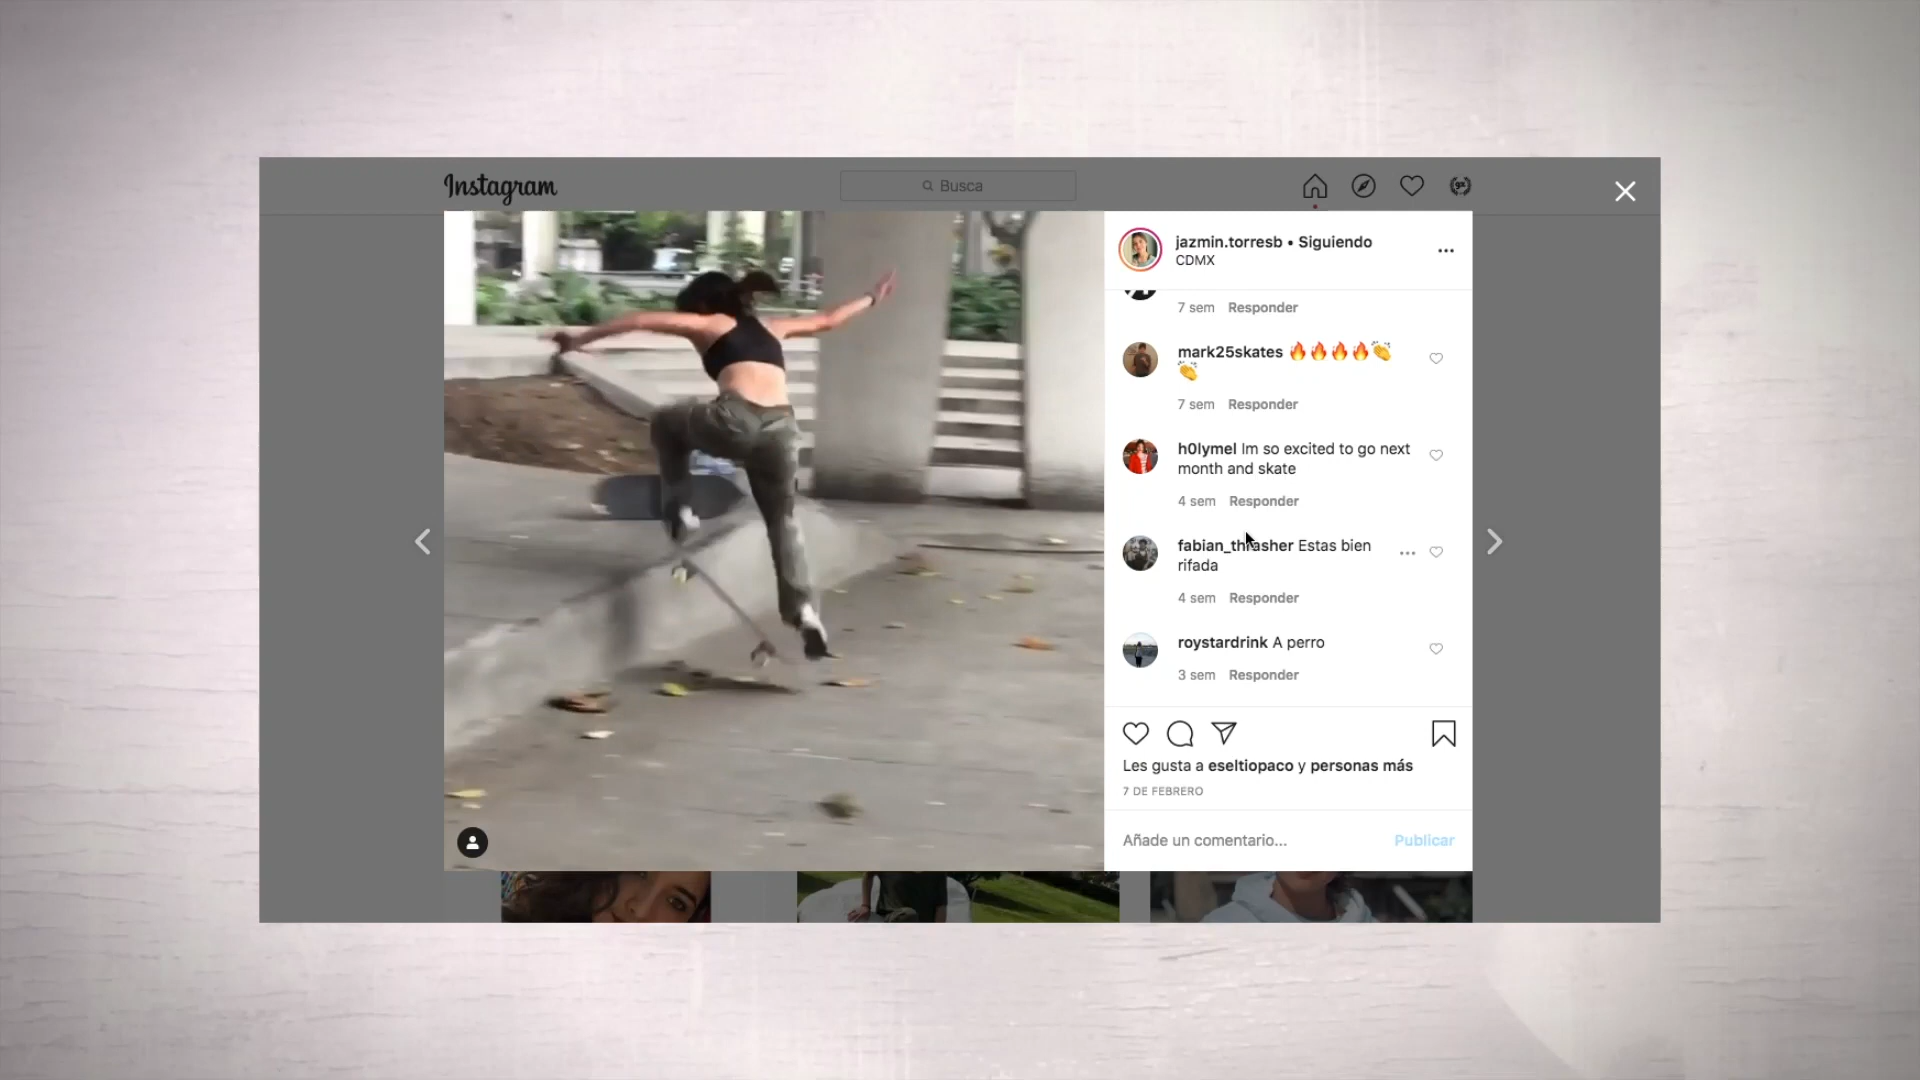 Instagram
Busca
jazmin.torresb • Siguiendo
CDMX
7 sem Responder
mark25skates 🔥🔥🔥🔥👏
👏
7 sem Responder
h0lymel Im so excited to go next
month and skate
4 sem Responder
fabian_thrasher Estas bien
rifada
4 sem Responder
roystardrink A perro
3 sem Responder
Les gusta a eseltiopaco y personas más
7 DE FEBRERO
Añade un comentario... Publicar